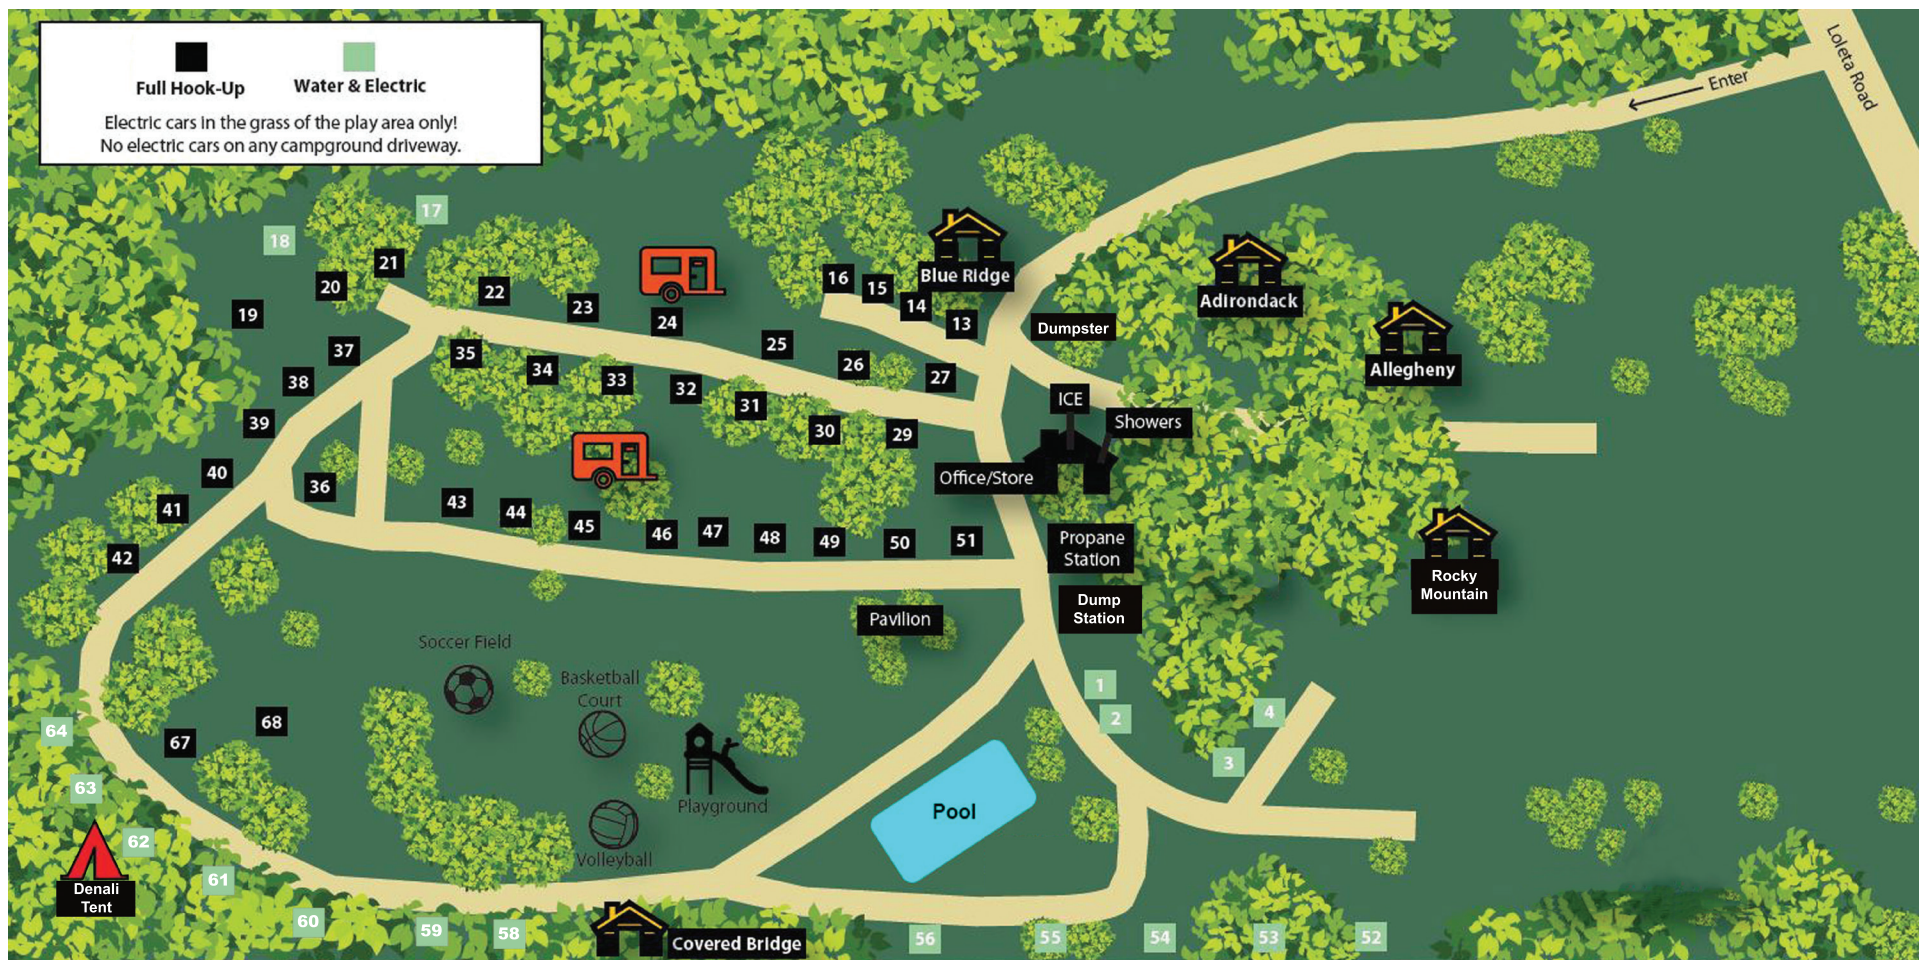 Full Hook-Up
Water & Electric
Electric cars in the grass of the play area only!
No electric cars on any campground driveway.
Loleta Road
Enter
17
18
21
20
19
22
23
24
25
26
27
16
15
14
13
Blue Ridge
Adirondack
Dumpster
Allegheny
37
38
39
40
41
42
35
34
33
32
31
30
29
ICE
Showers
Office/Store
36
43
44
45
46
47
48
49
50
51
Propane
Station
Rocky
Mountain
Dump
Station
Pavilion
Soccer Field
Basketball
Court
Playground
Volleyball
Pool
1
2
3
4
68
67
64
63
62
61
60
59
58
Denali
Tent
Covered Bridge
56
55
54
53
52